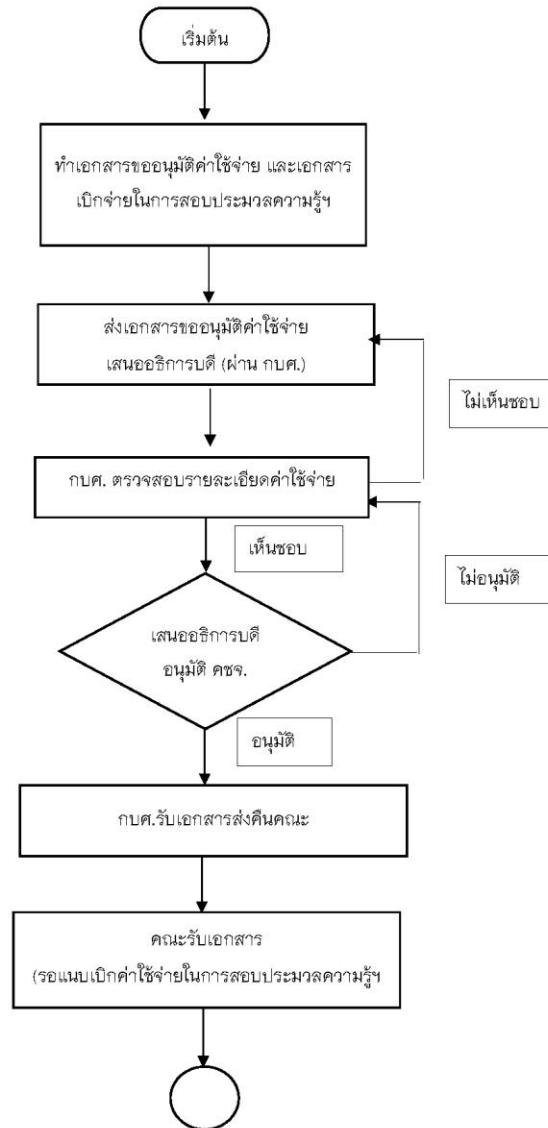 เริ่มต้น
ทำเอกสารขออนุมัติค่าใช้จ่าย และเอกสาร
เบิกจ่ายในการสอบประมวลความรู้ฯ
ส่งเอกสารขออนุมัติค่าใช้จ่าย
เสนออธิการบดี (ผ่าน กบศ.)
ไม่เห็นชอบ
กบศ. ตรวจสอบรายละเอียดค่าใช้จ่าย
เห็นชอบ
ไม่อนุมัติ
เสนออธิการบดี
อนุมัติ คชจ.
อนุมัติ
กบศ.รับเอกสารส่งคืนคณะ
คณะรับเอกสาร
(รอแนบเบิกค่าใช้จ่ายในการสอบประมวลความรู้ฯ